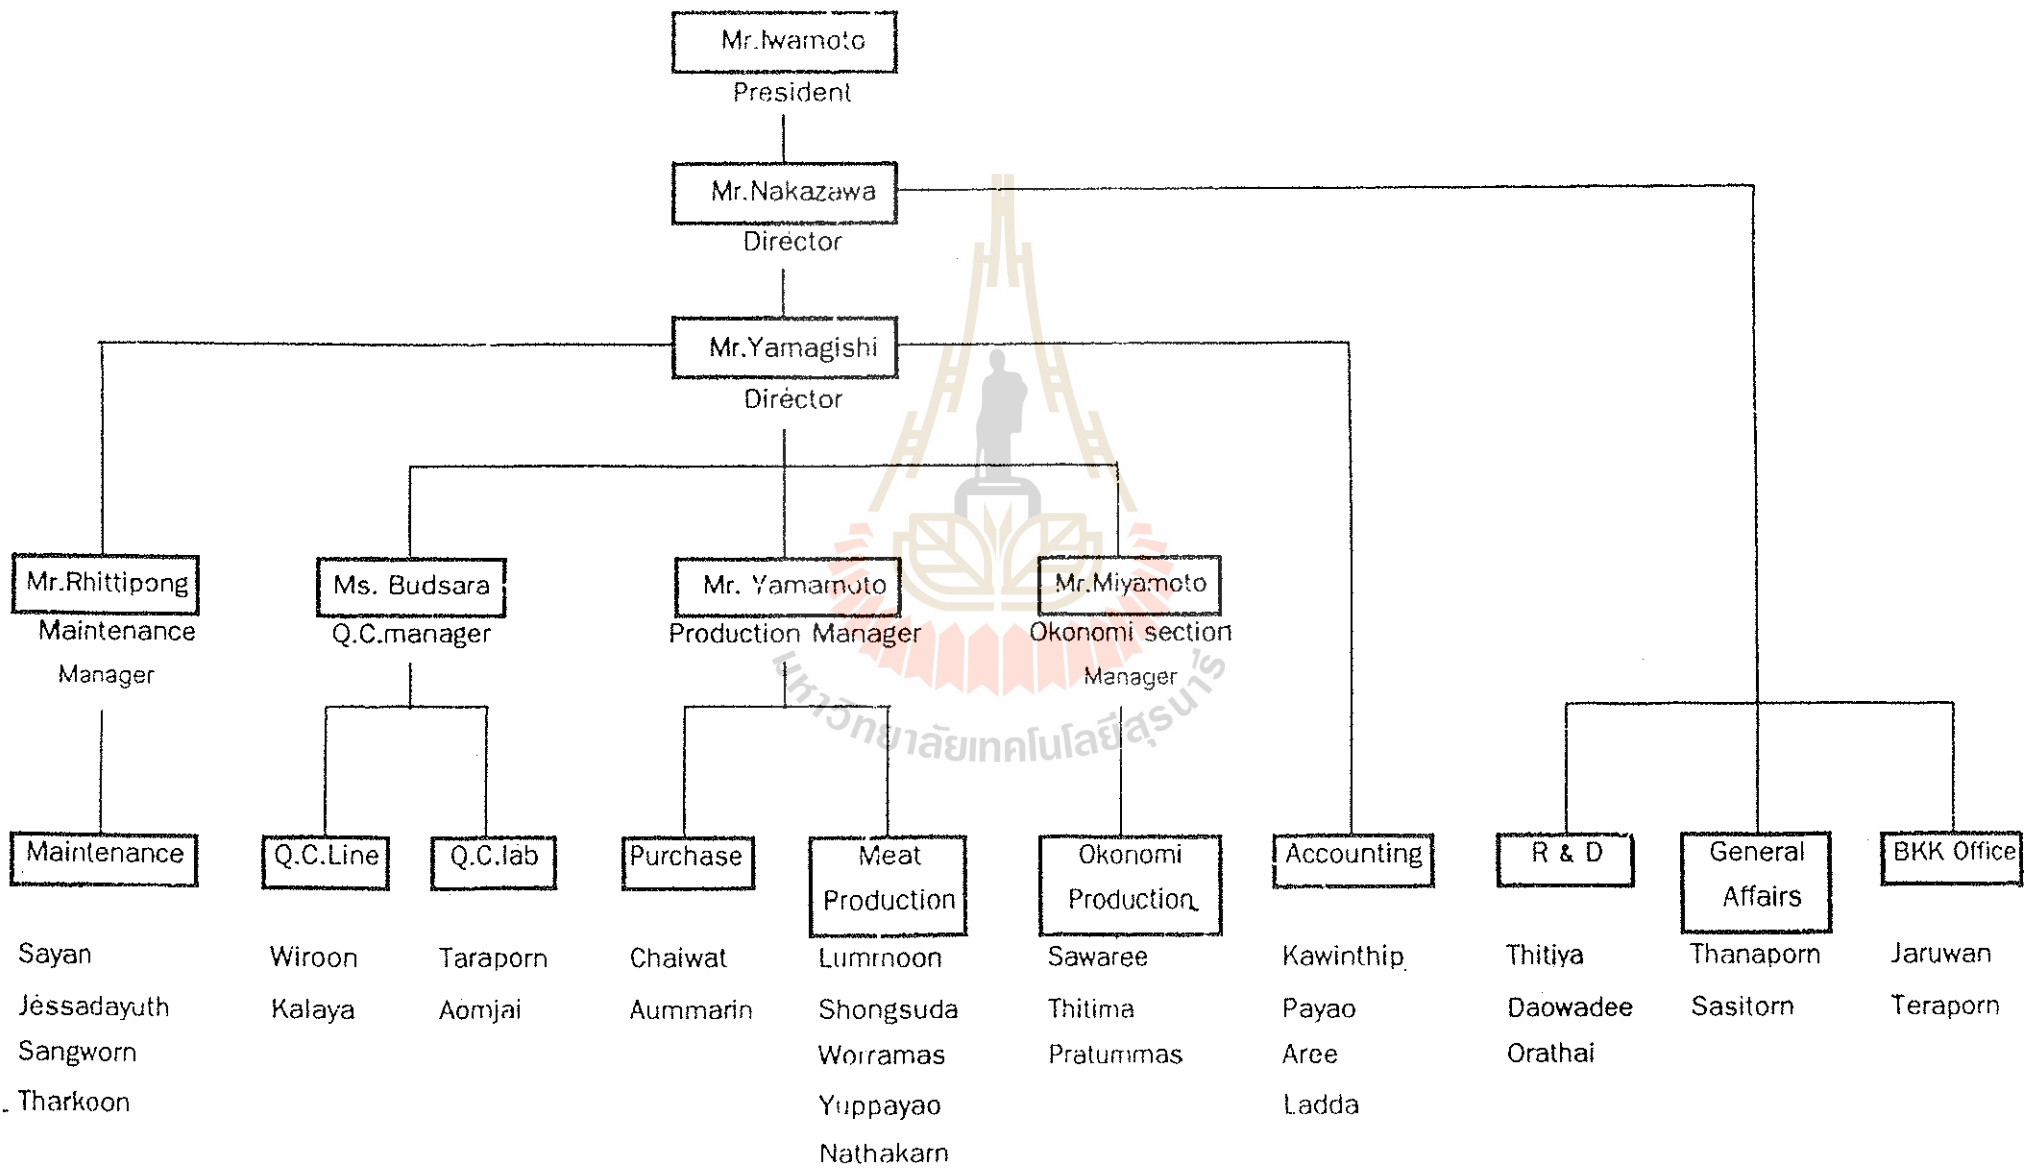 Mr.Iwamoto
President
Mr.Nakazawa
Director
Mr.Yamagishi
Director
Mr.Rhittipong
Maintenance
Manager
Ms. Budsara
Q.C.manager
Mr. Yamamoto
Production Manager
Mr.Miyamoto
Okonomi section
Manager
มหาวิทยาลัยเทคโนโลยีสุรนารี
Maintenance
Sayan
Jessadayuth
Sangworn
Tharkoon
Q.C.Line
Wiroon
Kalaya
Q.C.lab
Taraporn
Aomjai
Purchase
Chaiwat
Aummarin
Meat
Production
Lummoon
Shongsuda
Worramas
Yuppayao
Nathakarn
Okonomi
Production
Sawaree
Thitima
Pratummas
Accounting
Kawinthip
Payao
Aree
Ladda
R & D
Thitiya
Daowadee
Orathai
General
Affairs
Thanaporn
Sasitorn
BKK Office
Jaruwan
Teraporn